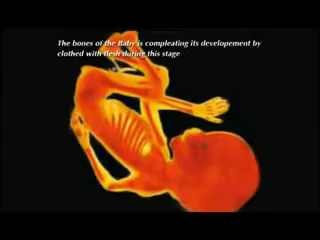 The bones of the Baby is compleating its developement by
clothed with flesh during this stage